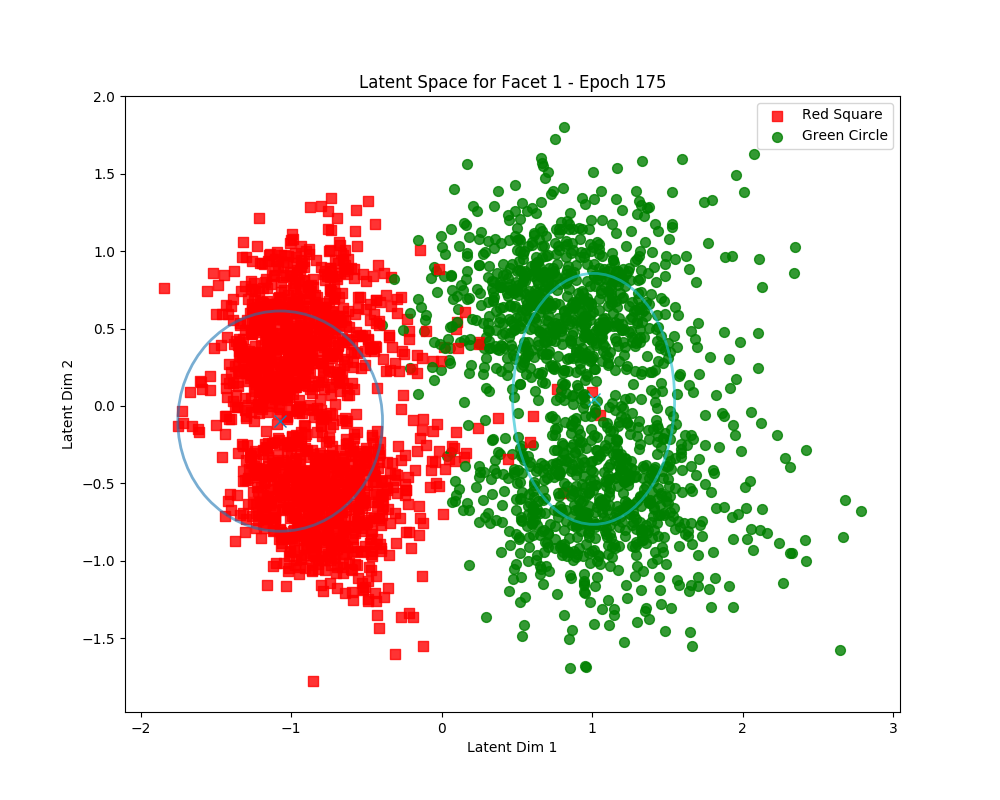 Latent Space for Facet 1 - Epoch 175
Red Square
Green Circle
2.0
1.5
1.0
0.5
0.0
−0.5
−1.0
−1.5
Latent Dim 2
−2
−1
0
1
2
3
Latent Dim 1